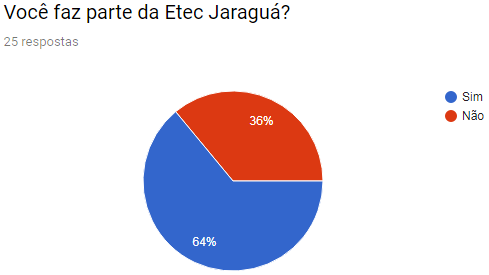 Você faz parte da Etec Jaraguá?
25 respostas
Sim
Não
36%
64%